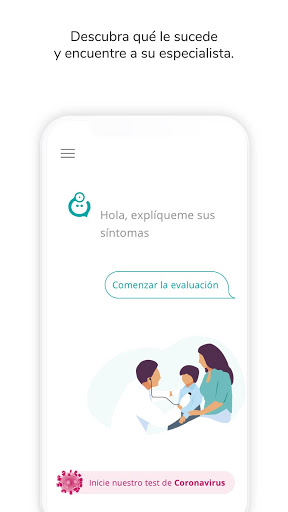 Descubra qué le sucede
y encuentre a su especialista.
Hola, explíqueme sus
síntomas
Comenzar la evaluación
Inicie nuestro test de Coronavirus